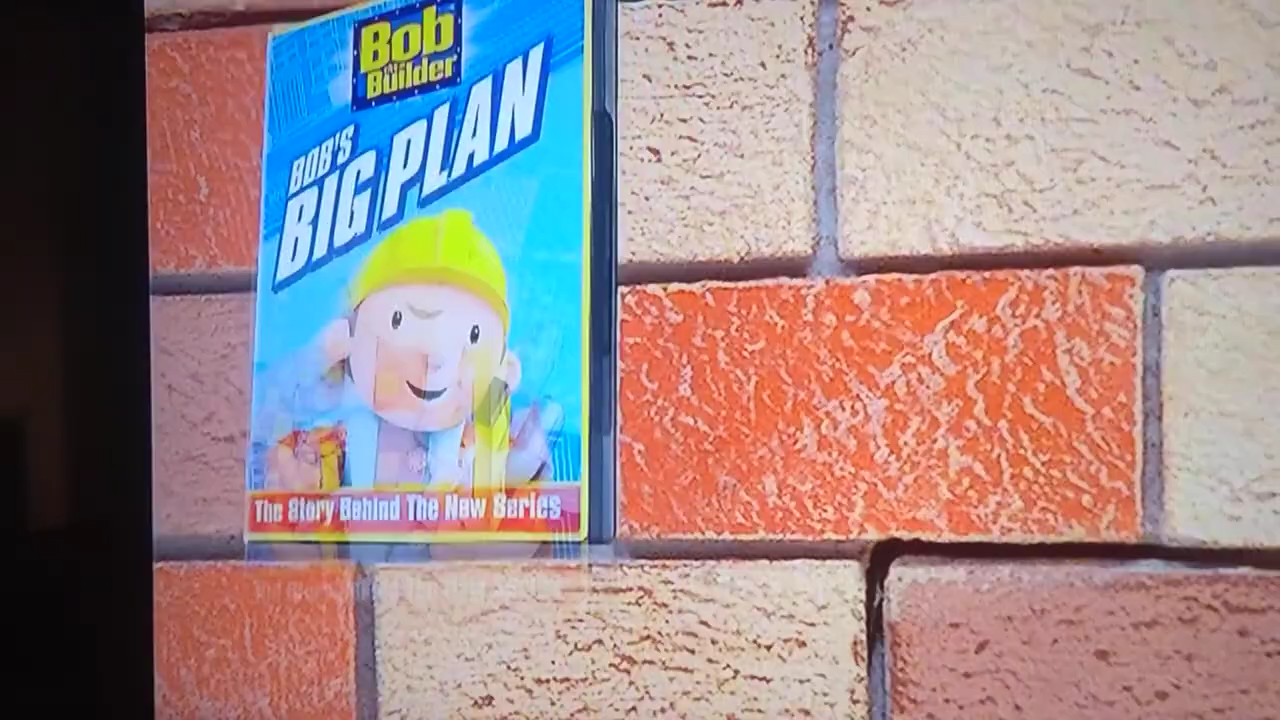 Bob
the
Builder
BOB'S
BIG PLAN
The Story Behind The New Series